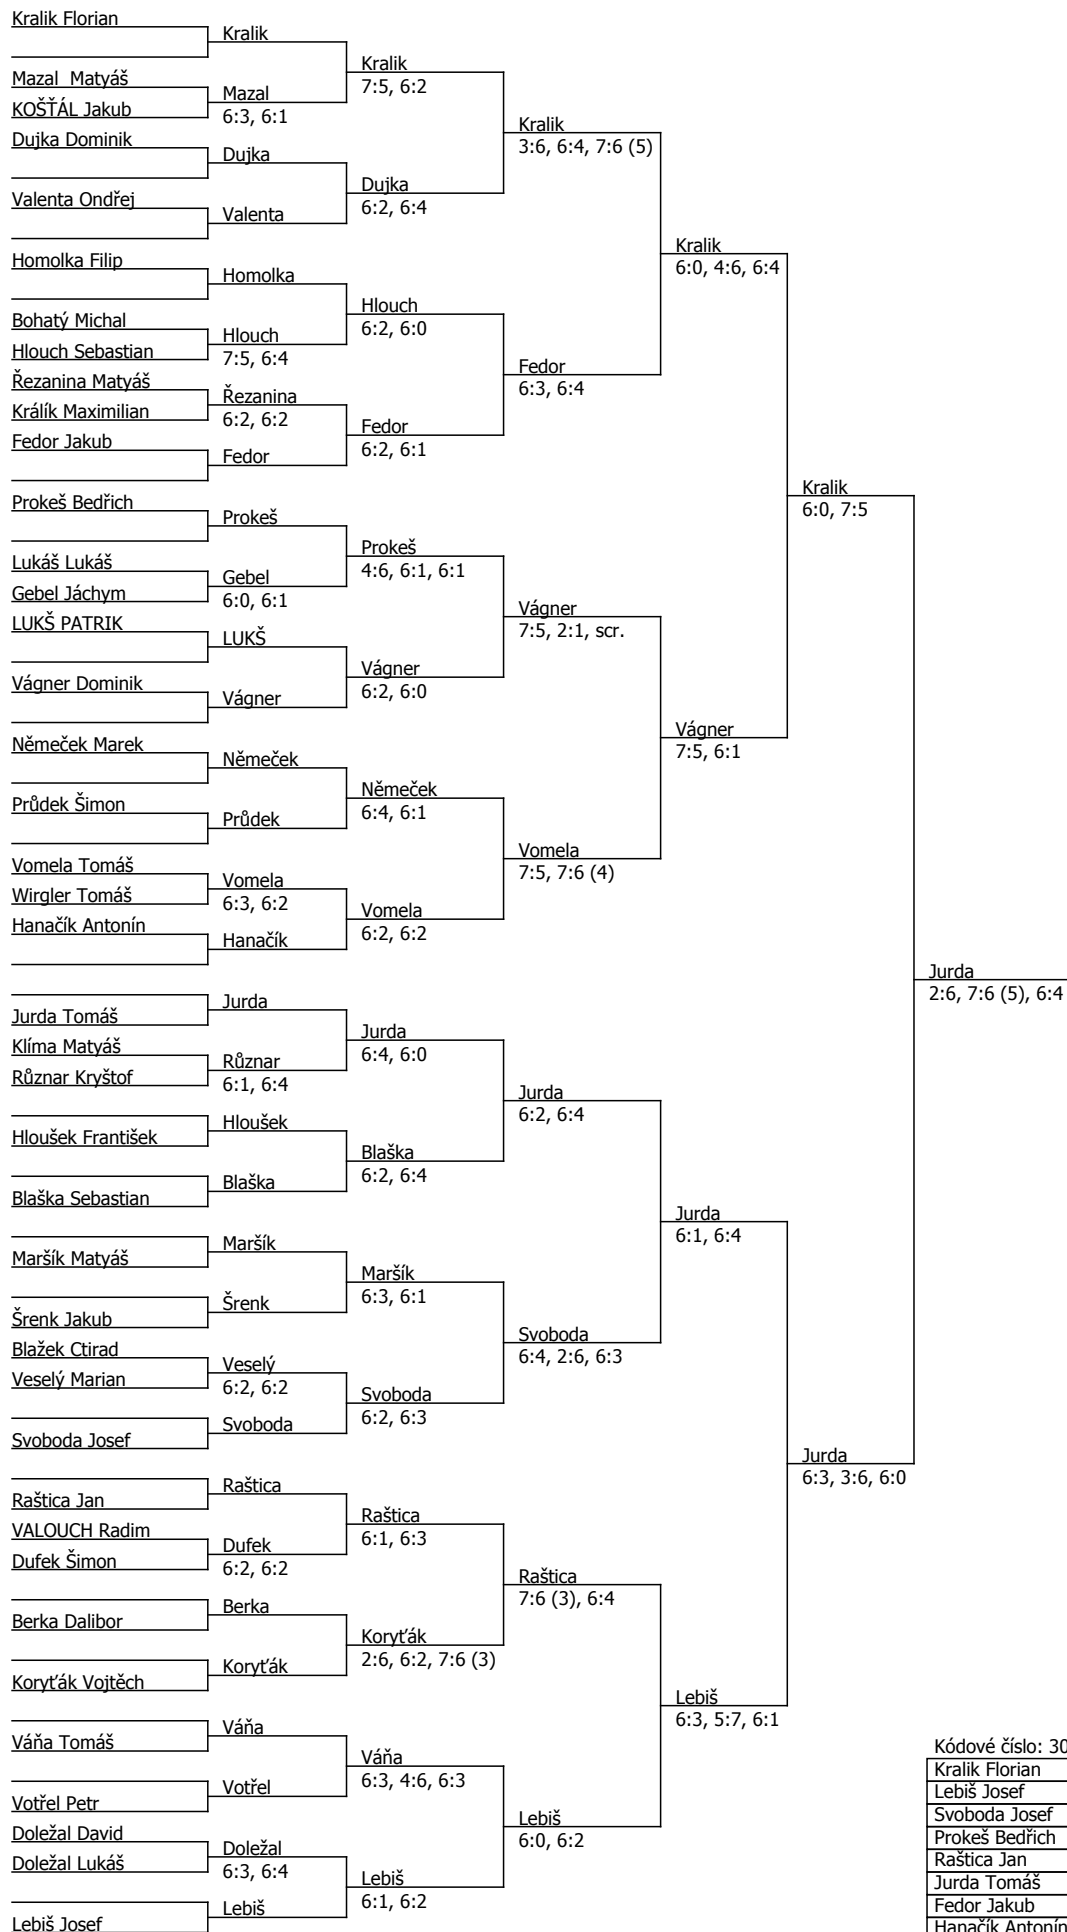 Kralik Florian
Kralik
Kralik
7:5, 6:2
Mazal  Matyáš
Mazal
KOŠŤÁL Jakub
6:3, 6:1
Kralik
3:6, 6:4, 7:6 (5)
Dujka Dominik
Dujka
Dujka
6:2, 6:4
Valenta Ondřej
Valenta
Kralik
6:0, 4:6, 6:4
Homolka Filip
Homolka
Hlouch
6:2, 6:0
Bohatý Michal
Hlouch
Hlouch Sebastian
7:5, 6:4
Fedor
6:3, 6:4
Řezanina Matyáš
Řezanina
Králík Maximilian
6:2, 6:2
Fedor
6:2, 6:1
Fedor Jakub
Fedor
Kralik
6:0, 7:5
Prokeš Bedřich
Prokeš
Prokeš
4:6, 6:1, 6:1
Lukáš Lukáš
Gebel
Gebel Jáchym
6:0, 6:1
Vágner
7:5, 2:1, scr.
LUKŠ PATRIK
LUKŠ
Vágner
6:2, 6:0
Vágner Dominik
Vágner
Vágner
7:5, 6:1
Němeček Marek
Němeček
Němeček
6:4, 6:1
Průdek Šimon
Průdek
Vomela
7:5, 7:6 (4)
Vomela Tomáš
Vomela
Wirgler Tomáš
6:3, 6:2
Vomela
6:2, 6:2
Hanačík Antonín
Hanačík
Jurda
2:6, 7:6 (5), 6:4
Jurda
Jurda Tomáš
Jurda
6:4, 6:0
Klíma Matyáš
Různar
Různar Kryštof
6:1, 6:4
Jurda
6:2, 6:4
Hloušek
Hloušek František
Blaška
6:2, 6:4
Blaška
Blaška Sebastian
Jurda
6:1, 6:4
Maršík
Maršík Matyáš
Maršík
6:3, 6:1
Šrenk
Šrenk Jakub
Svoboda
6:4, 2:6, 6:3
Blažek Ctirad
Veselý
Veselý Marian
6:2, 6:2
Svoboda
6:2, 6:3
Svoboda
Svoboda Josef
Jurda
6:3, 3:6, 6:0
Raštica
Raštica Jan
Raštica
6:1, 6:3
VALOUCH Radim
Dufek
Dufek Šimon
6:2, 6:2
Raštica
7:6 (3), 6:4
Berka
Berka Dalibor
Koryťák
2:6, 6:2, 7:6 (3)
Koryťák
Koryťák Vojtěch
Lebiš
6:3, 5:7, 6:1
Váňa
Váňa Tomáš
Váňa
6:3, 4:6, 6:3
Votřel
Votřel Petr
Lebiš
6:0, 6:2
Doležal David
Doležal
Doležal Lukáš
6:3, 6:4
Lebiš
6:1, 6:2
Lebiš
Lebiš Josef
Kódové číslo: 30
Kralik Florian
Lebiš Josef
Svoboda Josef
Prokeš Bedřich
Raštica Jan
Jurda Tomáš
Fedor Jakub
Hanačík Antonín